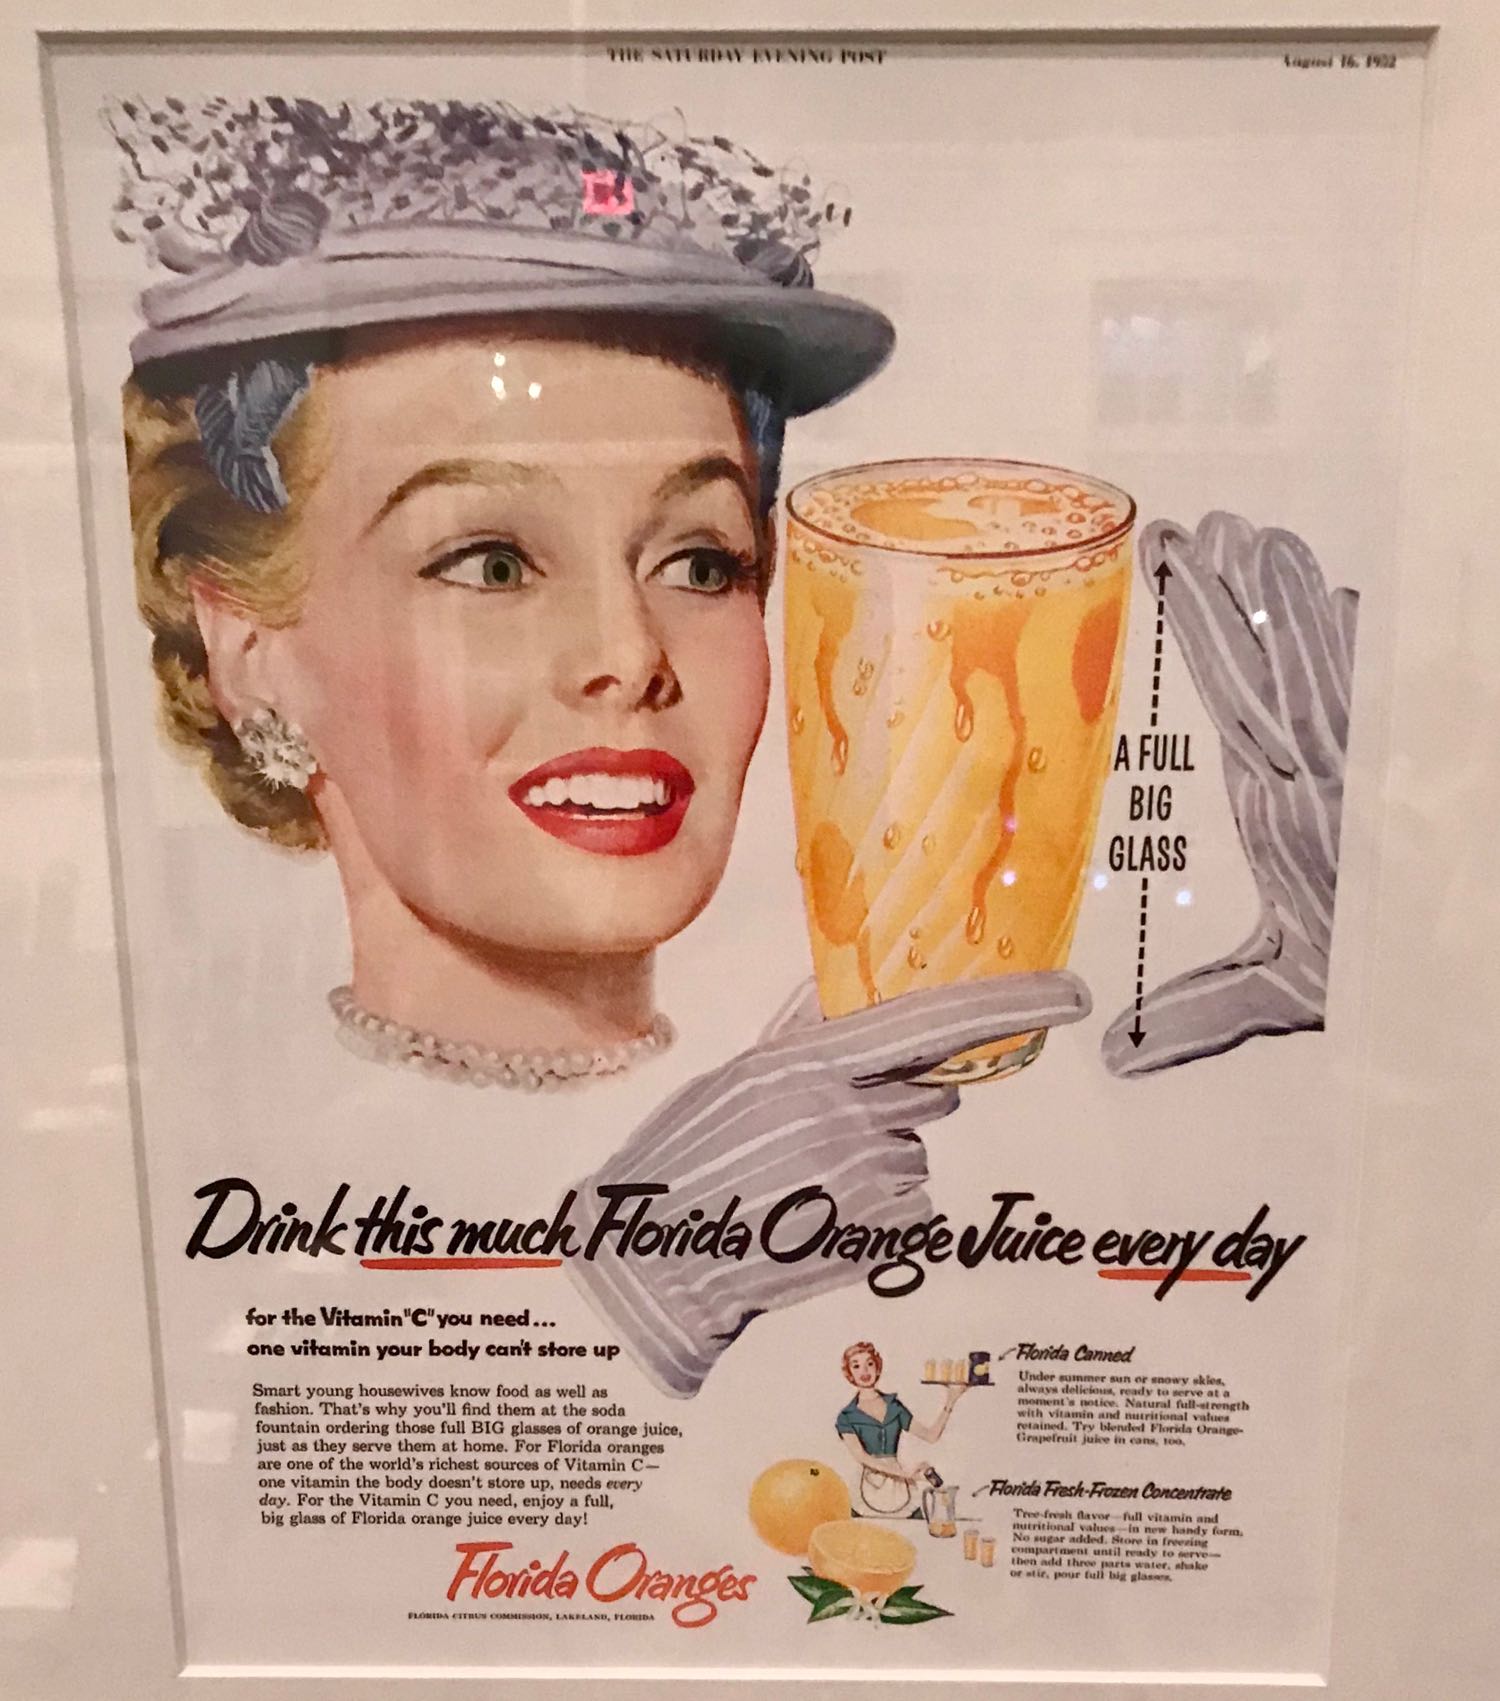 THE SATURDAY EVENING POST
August 16, 1952
A FULL
BIG
GLASS
Drink this much Florida Orange Juice every day
for the Vitamin "C" you need...
one vitamin your body can't store up
Smart young housewives know food as well as
fashion. That's why you'll find them at the soda
fountain ordering those full BIG glasses of orange juice,
just as they serve them at home. For Florida oranges
are one of the world's richest sources of Vitamin C—
one vitamin the body doesn't store up, needs every
day. For the Vitamin C you need, enjoy a full,
big glass of Florida orange juice every day!
Florida Oranges
FLORIDA CITRUS COMMISSION, LAKELAND, FLORIDA
Florida Canned
Under summer sun or snowy skies,
always delicious, ready to serve at a
moment's notice. Natural full-strength
with vitamin and nutritional values
retained. Try blended Florida Orange-
Grapefruit juice in cans, too.
Florida Fresh-Frozen Concentrate
Tree-fresh flavor—full vitamin and
nutritional values—in new handy form.
No sugar added. Store in freezing
compartment until ready to serve—
then add three parts water, shake
or stir, pour full big glasses.